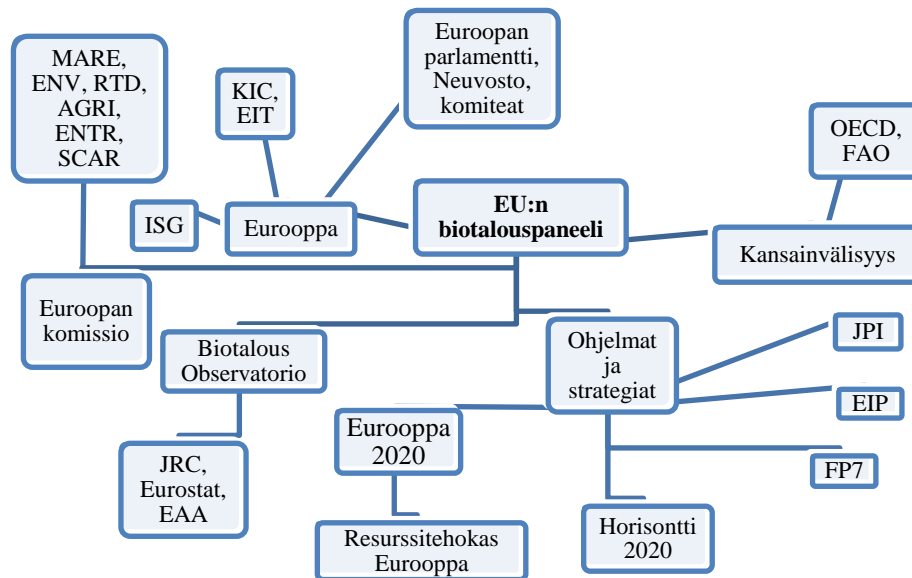 MARE,
ENV, RTD,
AGRI,
ENTR,
SCAR
KIC,
EIT
Euroopan
parlamentti,
Neuvosto,
komiteat
OECD,
FAO
ISG
Eurooppa
EU:n
biotalouspaneeli
Kansainvälisyys
Euroopan
komissio
Biotalous
Observatorio
Ohjelmat
ja
strategiat
JPI
EIP
FP7
Eurooppa
2020
JRC,
Eurostat,
EAA
Resurssitehokas
Eurooppa
Horisontti
2020